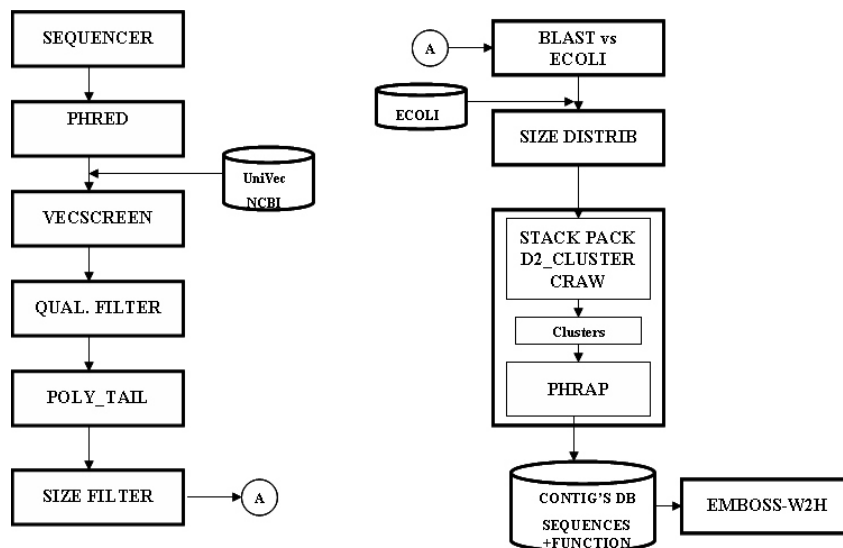 SEQUENCER
PHRED
UniVec
NCBI
VECSCREEN
QUAL. FILTER
POLY_TAIL
SIZE FILTER
A
A
BLAST vs
ECOLI
ECOLI
SIZE DISTRIB
STACK PACK
D2_CLUSTER
CRAW
Clusters
PHRAP
CONTIG'S DB
SEQUENCES
+FUNCTION
EMBOSS-W2H